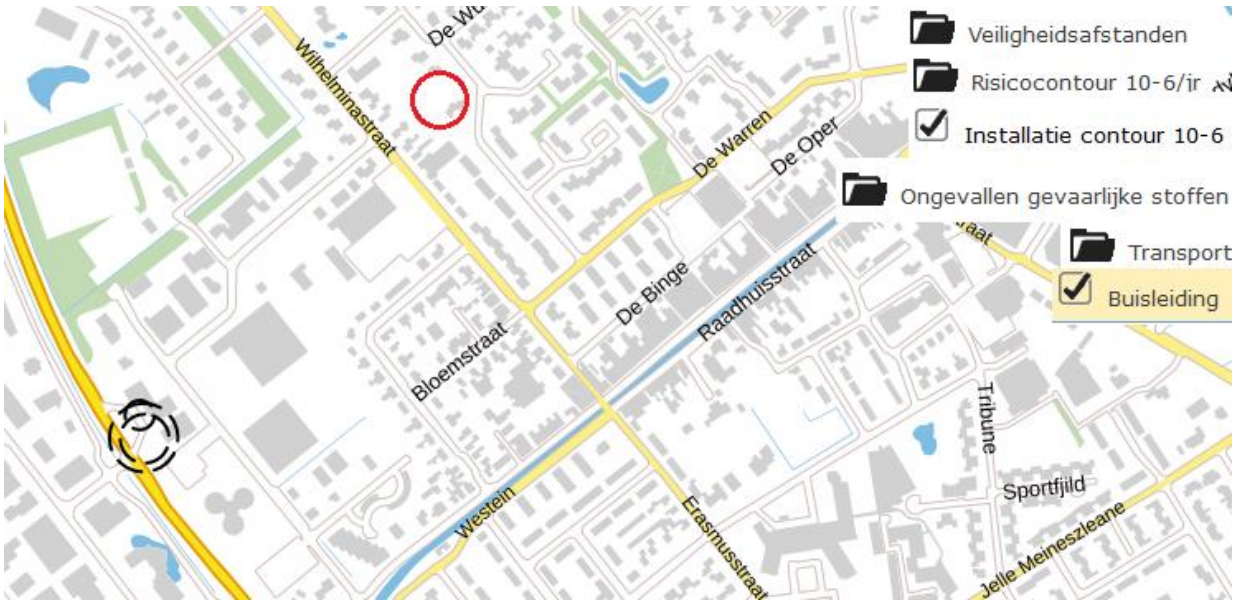 De Wu
Veiligheidsafstanden
Wilhelminastraat
Risicocontour 10-6/jr
Installatie contour 10-6
De Warren
De Oper
Ongevallen gevaarlijke stoffen
raat
Transport
De Binge
Raadhuisstraat
Buisleiding
Bloemstraat
Tribune
Sportfjild
Westein
Erasmusstraat
Jelle Meineszleane